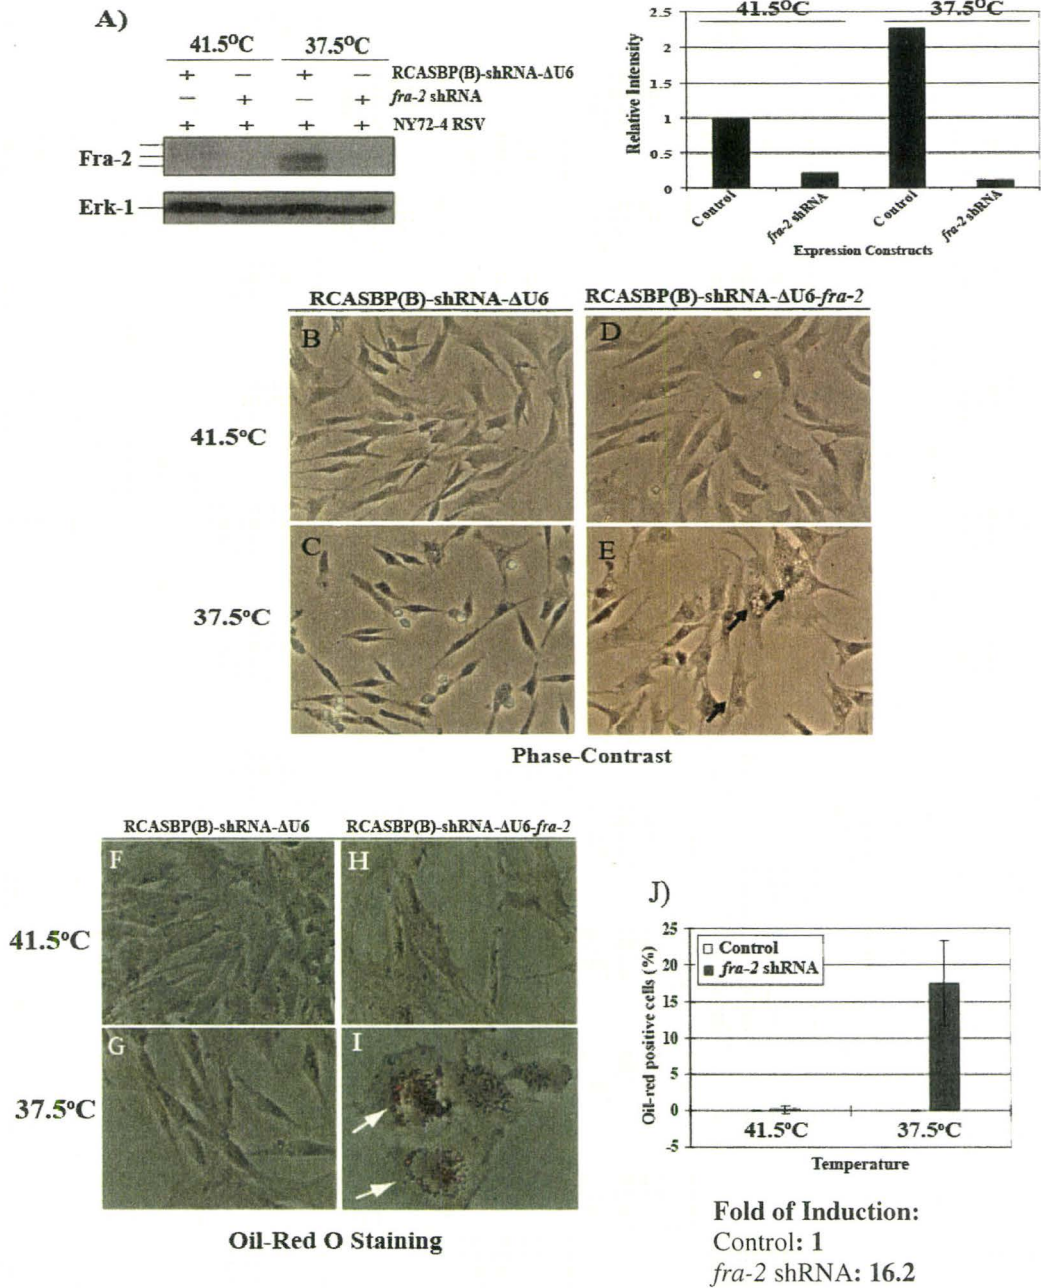 A)
41.5⁰C 37.5⁰C
+ − + − RCASBP(B)-shRNA-ΔU6
− + − + fra-2 shRNA
+ + + + NY72-4 RSV
Fra-2
Erk-1
41.5⁰C 37.5⁰C
Relative Intensity
2.5
2
1.5
1
0.5
0
Control
fra-2 shRNA
Control
fra-2 shRNA
Expression Constructs
RCASBP(B)-shRNA-ΔU6 RCASBP(B)-shRNA-ΔU6-fra-2
B D
41.5°C
C E
37.5°C
Phase-Contrast
RCASBP(B)-shRNA-ΔU6 RCASBP(B)-shRNA-ΔU6-fra-2
F H
41.5°C
G I
37.5°C
Oil-Red O Staining
J)
Oil-red positive cells (%)
25
20
15
10
5
0
-5
Control
fra-2 shRNA
41.5°C 37.5°C
Temperature
Fold of Induction:
Control: 1
fra-2 shRNA: 16.2